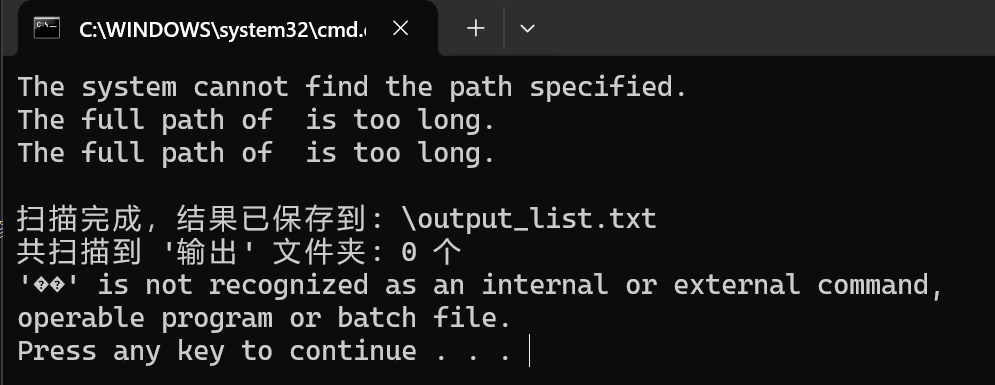 C:\WINDOWS\system32\cmd.e
The system cannot find the path specified.
The full path of  is too long.
The full path of  is too long.
扫描完成，结果已保存到：\output_list.txt
共扫描到 '输出' 文件夹：0 个
'��' is not recognized as an internal or external command,
operable program or batch file.
Press any key to continue . . .